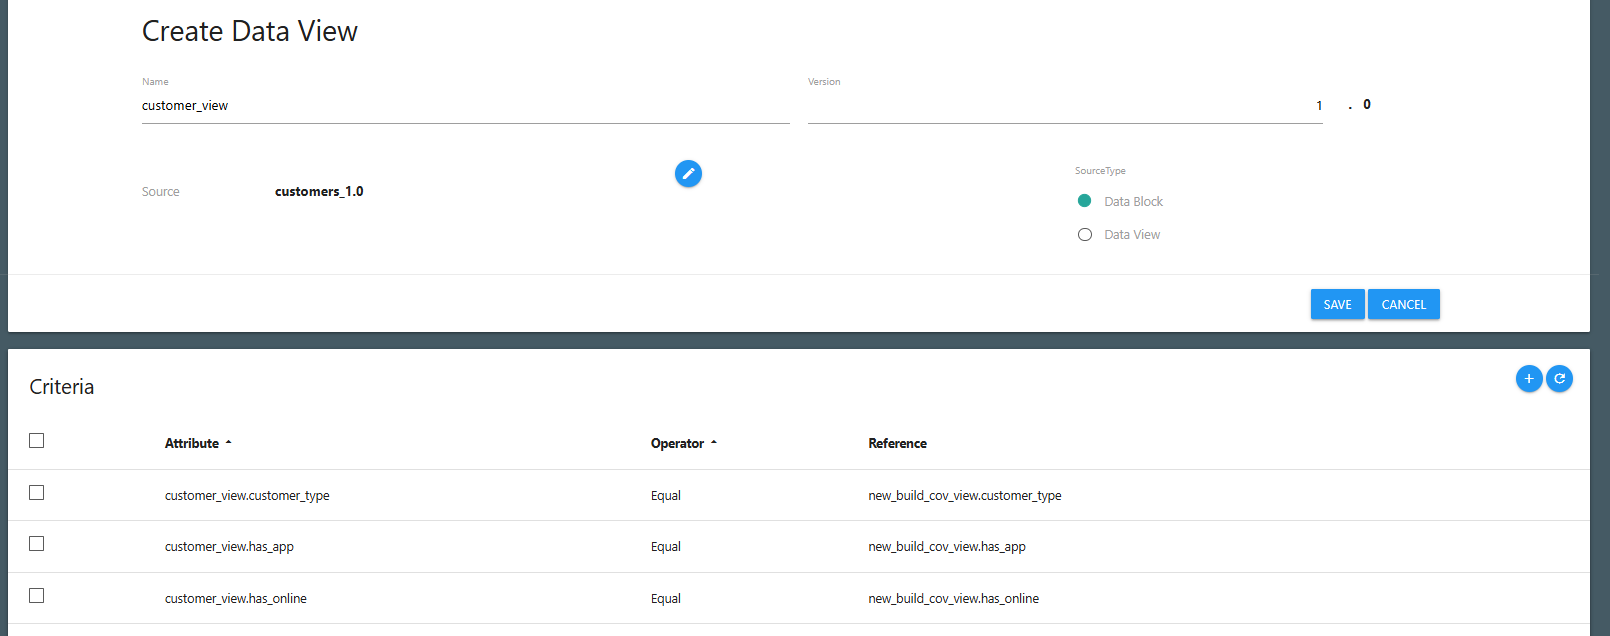 Create Data View
Name
Version
customer_view
1 . 0
Source customers_1.0
SourceType
Data Block
Data View
SAVE CANCEL
Criteria
Attribute Operator Reference
customer_view.customer_type Equal new_build_cov_view.customer_type
customer_view.has_app Equal new_build_cov_view.has_app
customer_view.has_online Equal new_build_cov_view.has_online